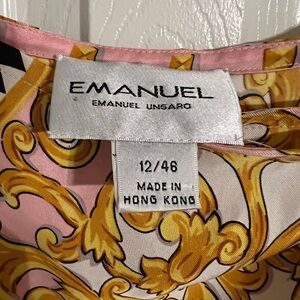 EMANUEL
EMANUEL UNGARO
12/46
MADE IN
HONG KONG